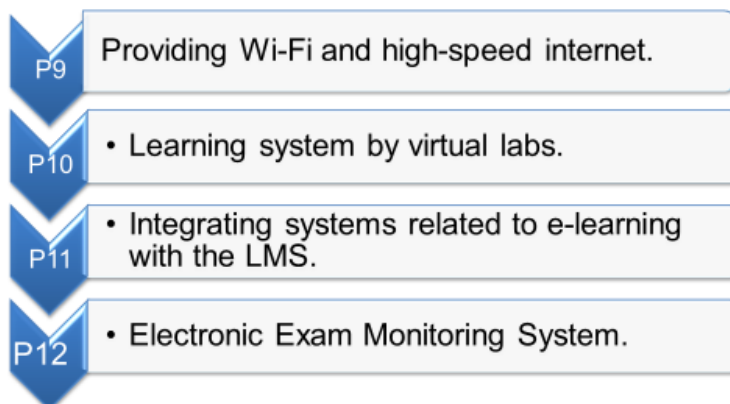 P9
Providing Wi-Fi and high-speed internet.
P10
• Learning system by virtual labs.
P11
• Integrating systems related to e-learning
with the LMS.
P12
• Electronic Exam Monitoring System.